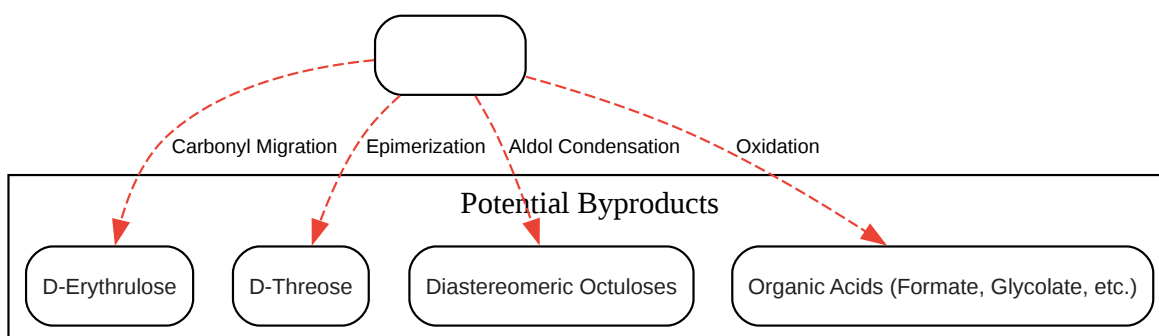 Carbonyl Migration
Epimerization
Aldol Condensation
Oxidation
Potential Byproducts
D-Erythrulose
D-Threose
Diastereomeric Octuloses
Organic Acids (Formate, Glycolate, etc.)